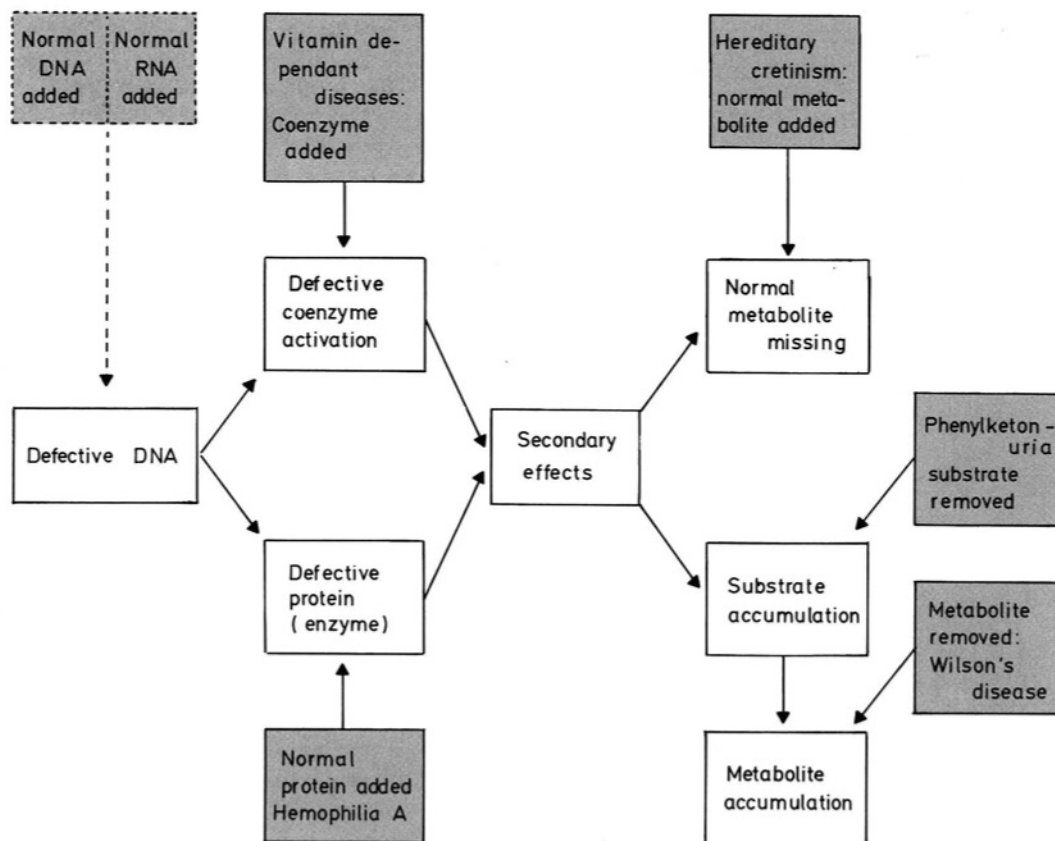 Normal
DNA
added
Normal
RNA
added
Vitamin de-
pendant
diseases:
Coenzyme
added
Hereditary
cretinism:
normal meta-
bolite added
Defective
coenzyme
activation
Normal
metabolite
missing
Defective DNA
Secondary
effects
Phenylketon-
uria
substrate
removed
Defective
protein
(enzyme)
Substrate
accumulation
Metabolite
removed:
Wilson's
disease
Normal
protein added
Hemophilia A
Metabolite
accumulation